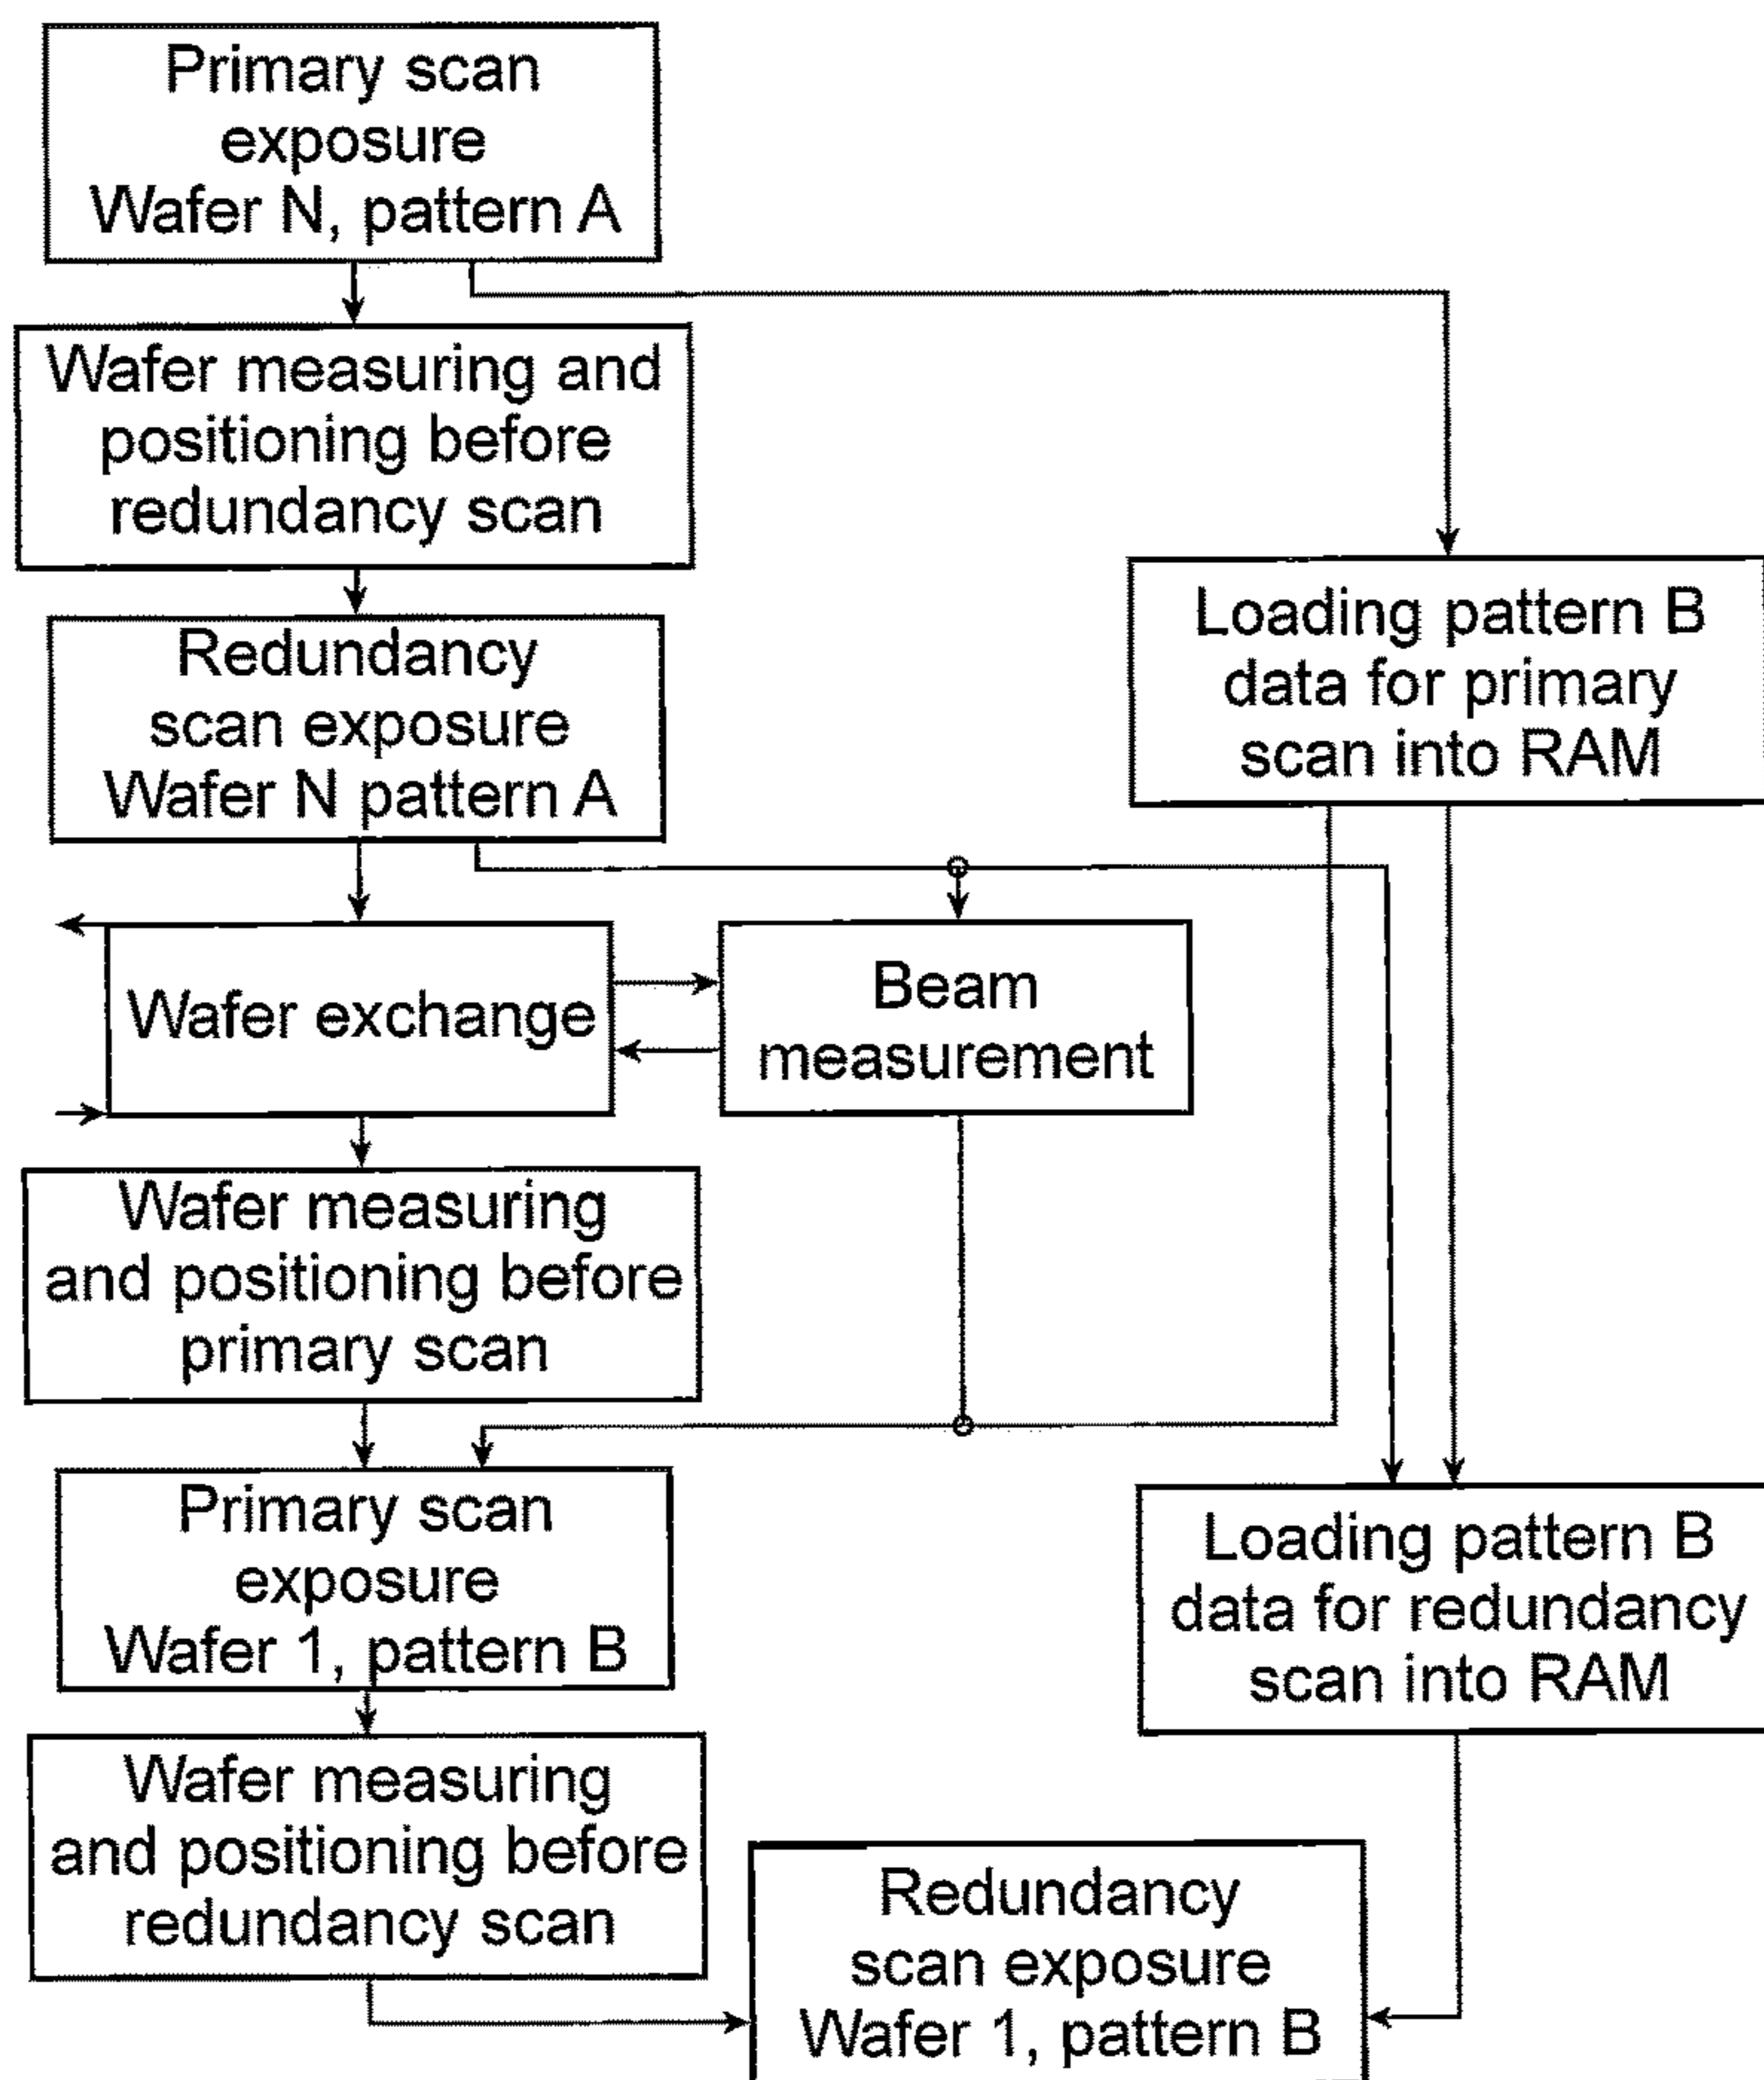 Primary scan
exposure
Wafer N, pattern A
Wafer measuring and
positioning before
redundancy scan
Loading pattern B
data for primary
scan into RAM
Redundancy
scan exposure
Wafer N pattern A
Wafer exchange
Beam
measurement
Wafer measuring
and positioning before
primary scan
Primary scan
exposure
Wafer 1, pattern B
Loading pattern B
data for redundancy
scan into RAM
Wafer measuring
and positioning before
redundancy scan
Redundancy
scan exposure
Wafer 1, pattern B